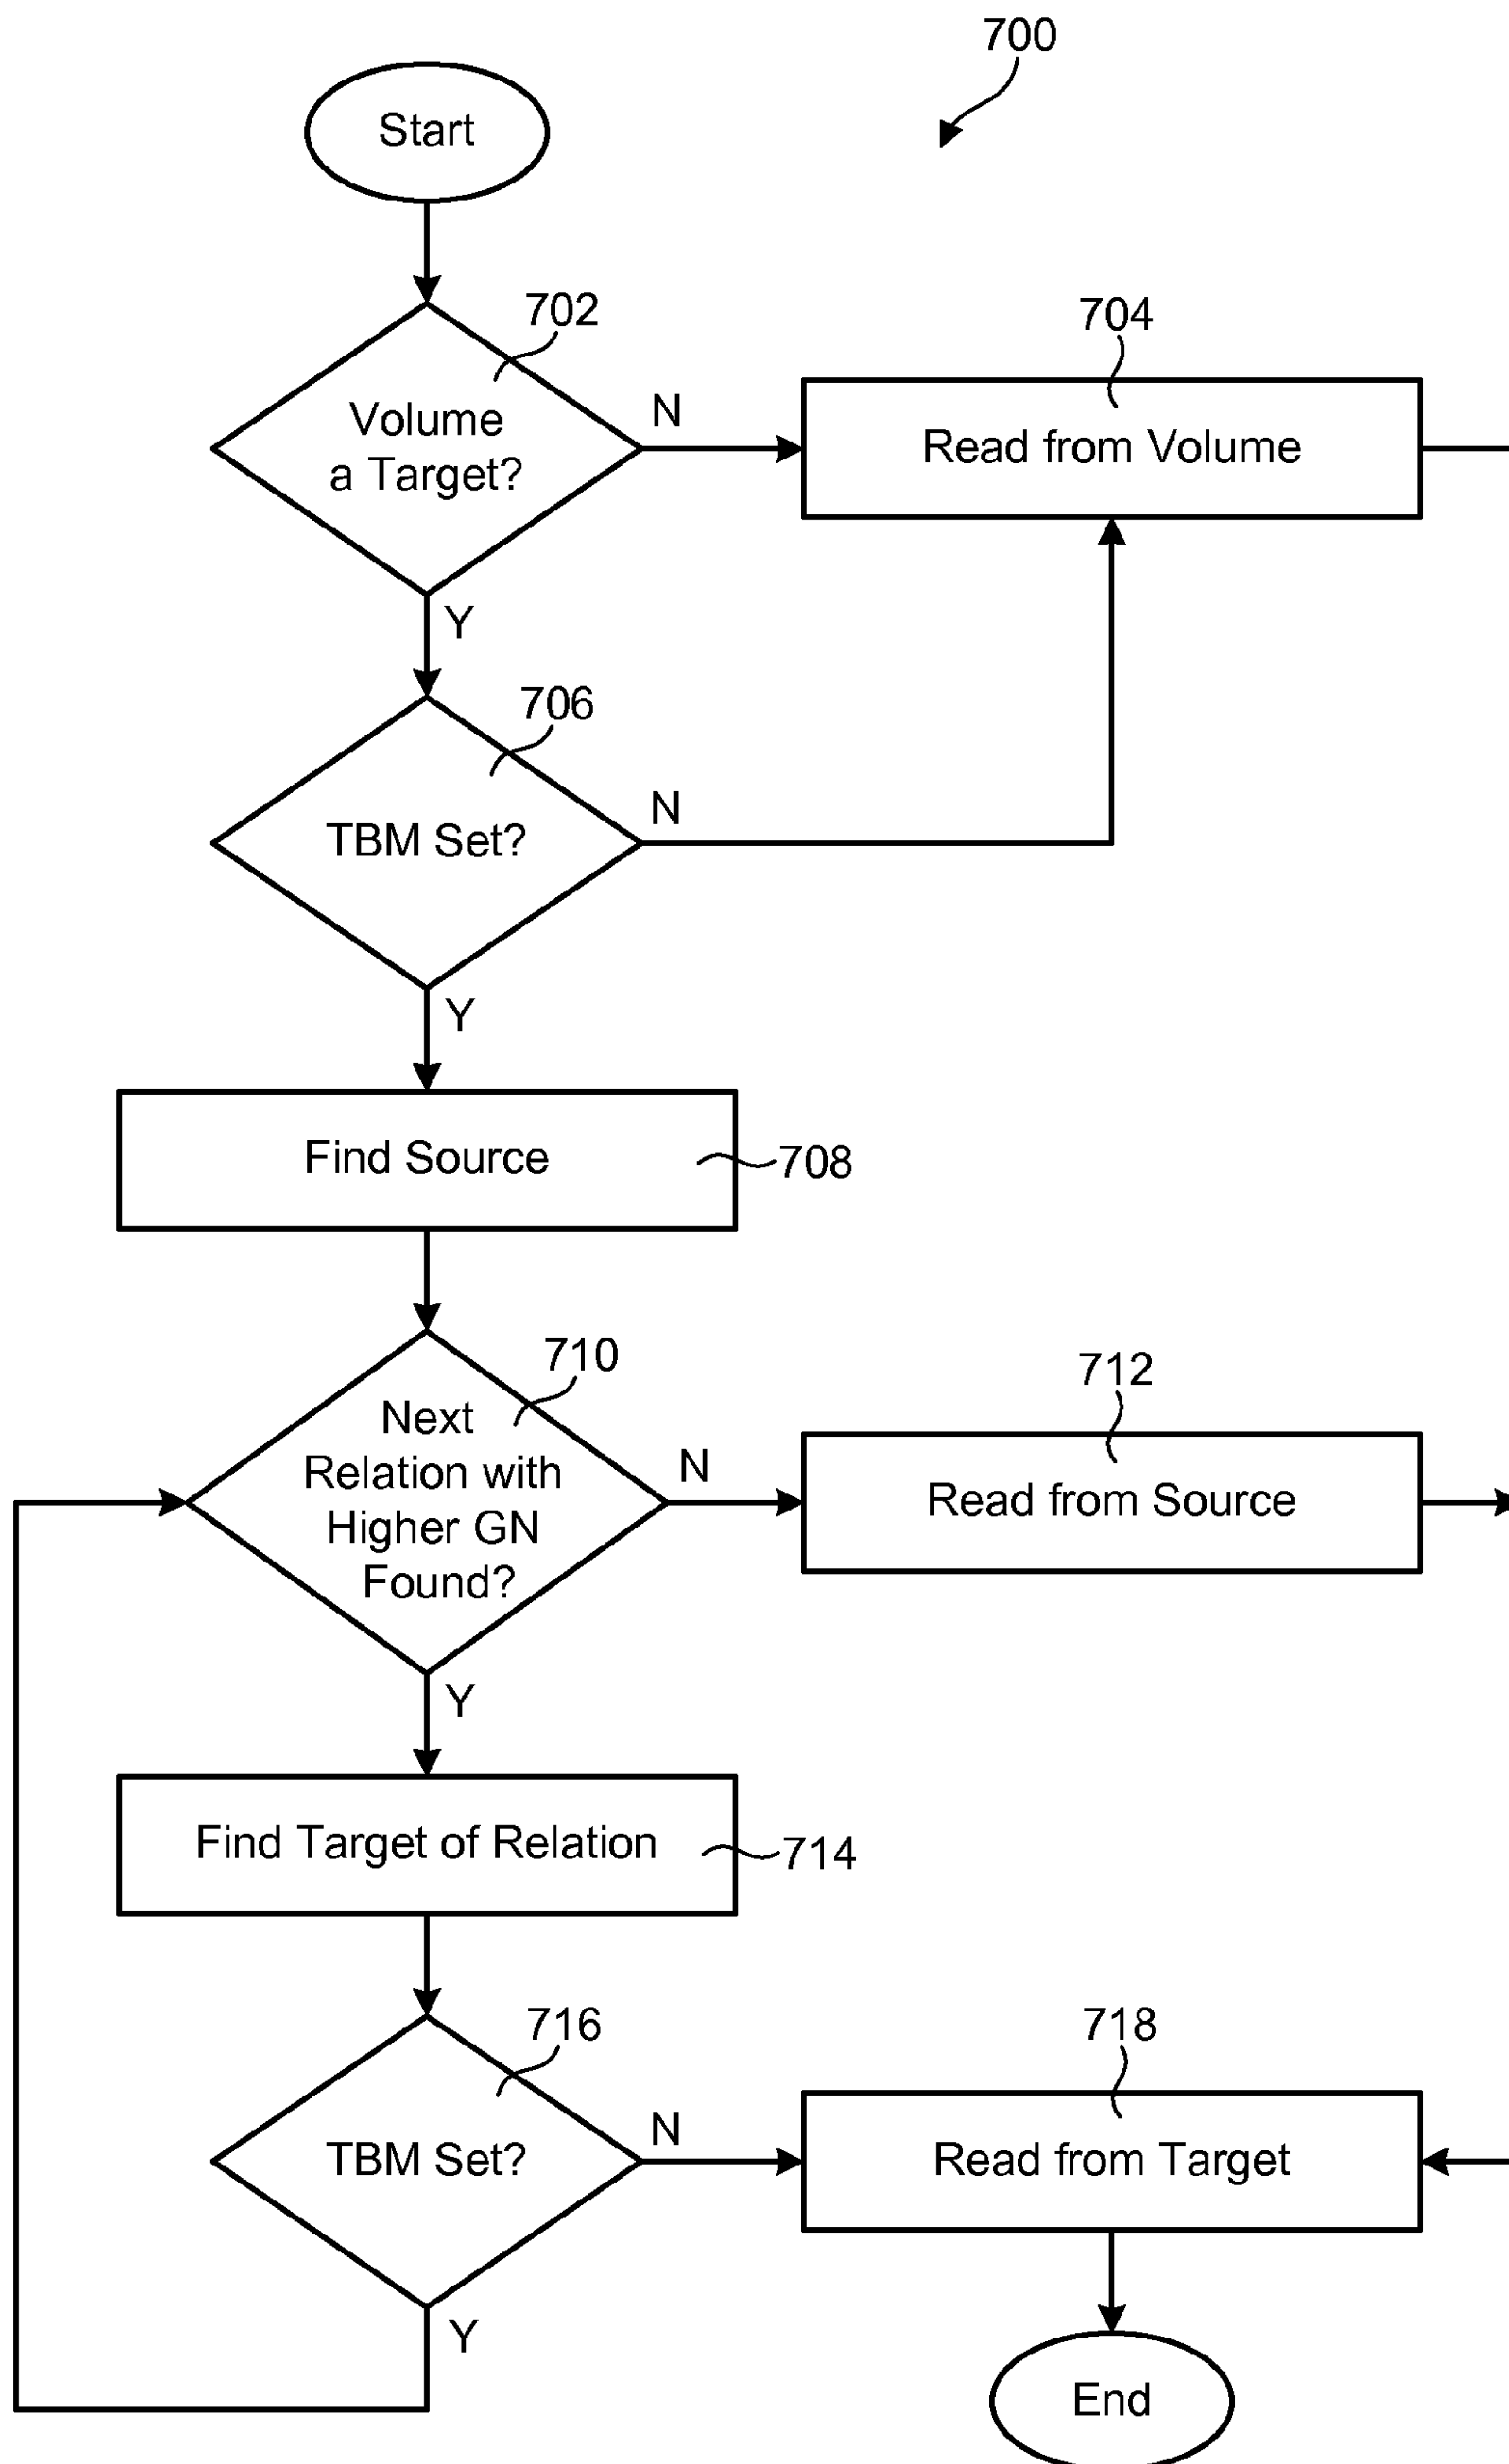 700
Start
702
Volume
a Target?
N
704
Read from Volume
Y
706
TBM Set?
N
Y
Find Source
708
710
Next
Relation with
Higher GN
Found?
N
712
Read from Source
Y
Find Target of Relation
714
716
TBM Set?
N
718
Read from Target
Y
End